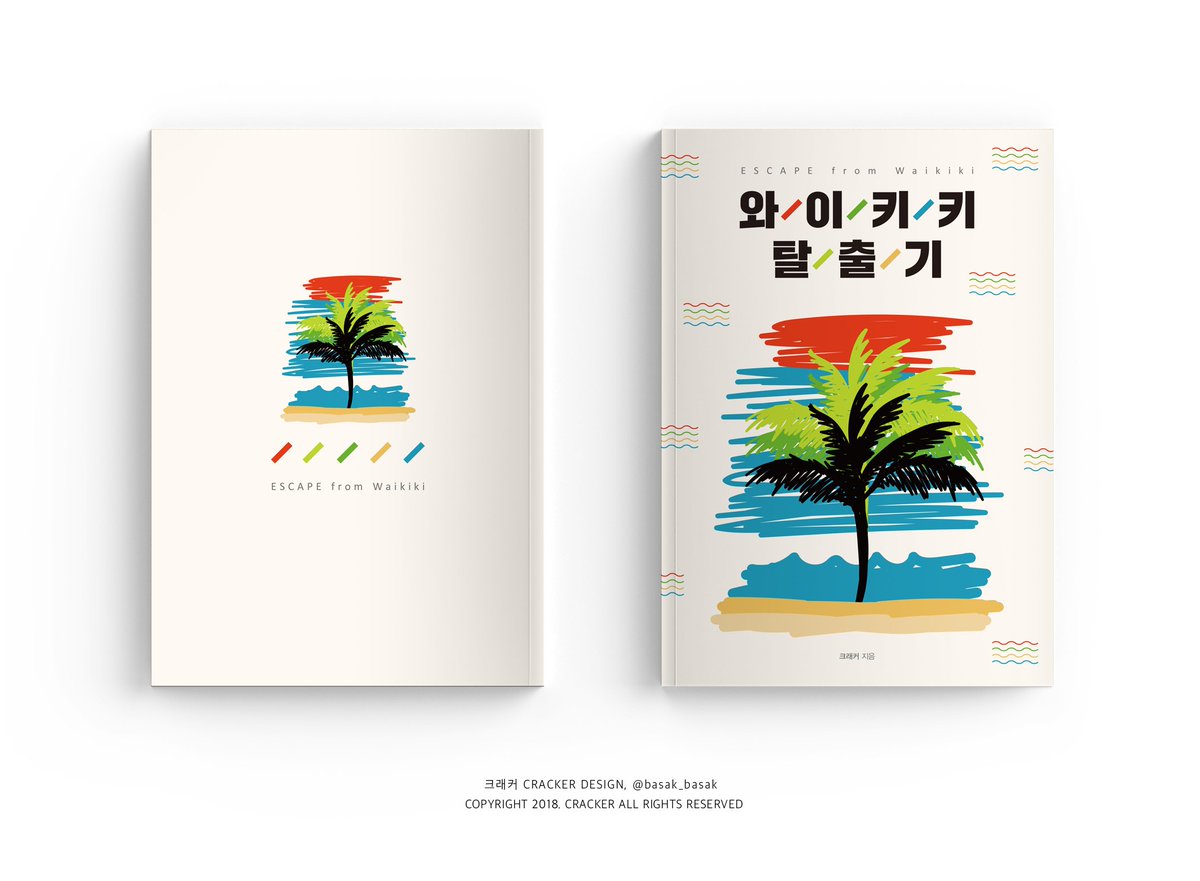 ESCAPE from Waikiki
ESCAPE from Waikiki
와/이/키/키
탈/출/기
크래커 지음
크래커 CRACKER DESIGN, @basak_basak
COPYRIGHT 2018. CRACKER ALL RIGHTS RESERVED